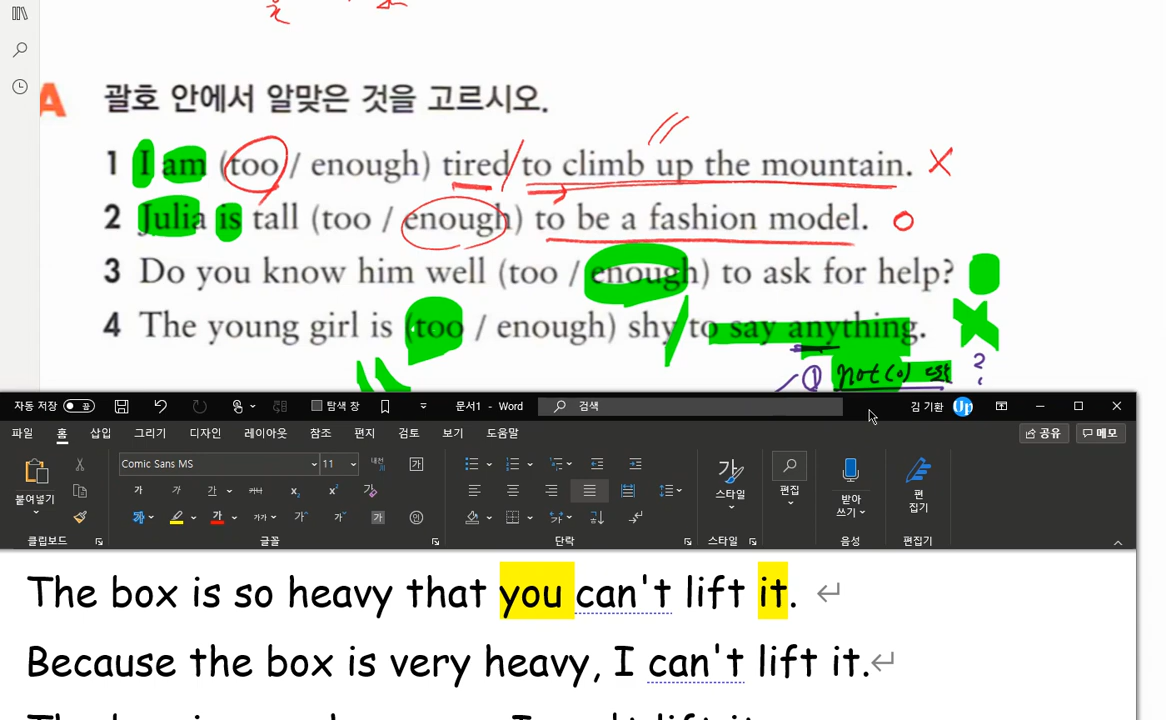 A 괄호 안에서 알맞은 것을 고르시오.
1 I am (too / enough) tired/to climb up the mountain. X
2 Julia is tall (too / enough) to be a fashion model. O
3 Do you know him well (too / enough) to ask for help?
4 The young girl is (too / enough) shy/to say anything. X
① not(o)
?
자동 저장 끔 탐색 창 문서1 - Word 검색 김 기환 Up
파일 홈 삽입 그리기 디자인 레이아웃 참조 편지 검토 보기 도움말 공유 메모
붙여넣기 Comic Sans MS 11 가 스타일 편집 받아쓰기 편집기
클립보드 글꼴 단락 스타일 음성 편집기
The box is so heavy that you can't lift it.
Because the box is very heavy, I can't lift it.